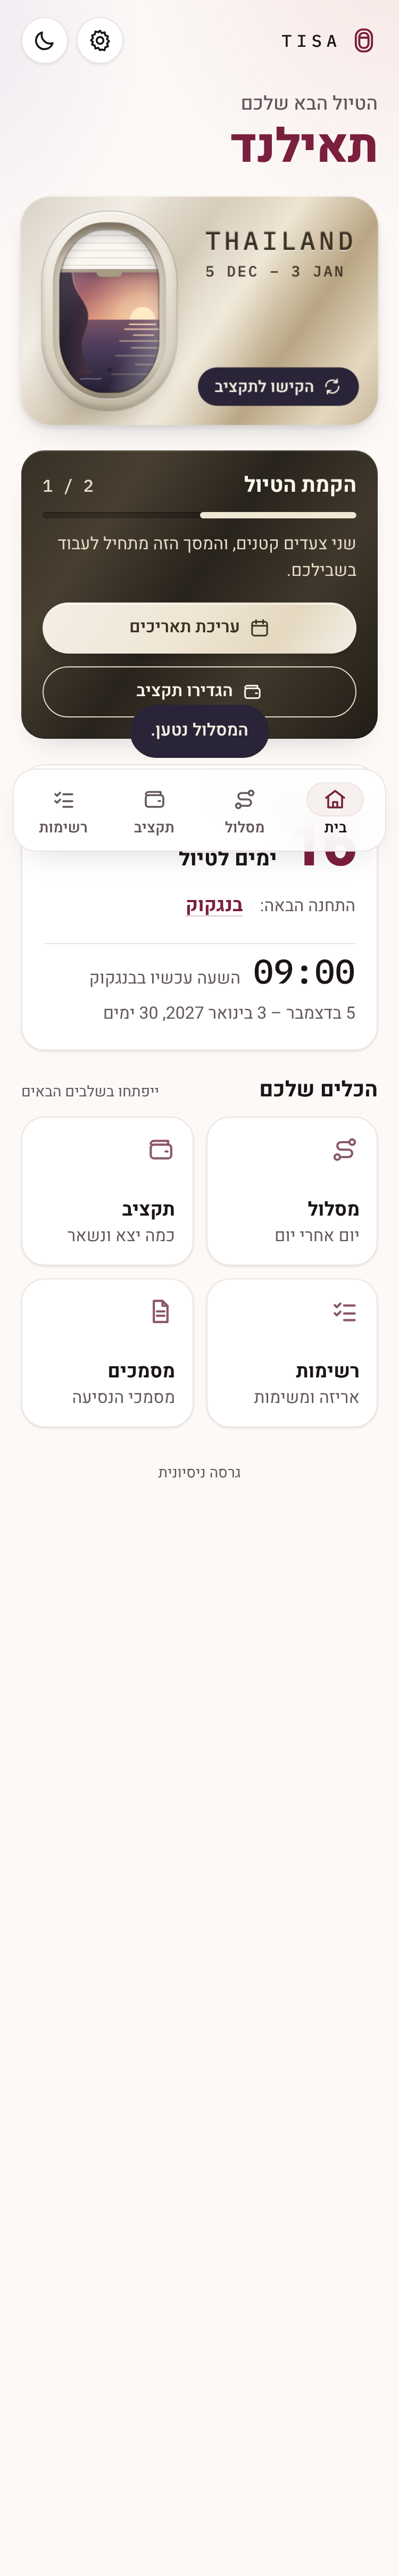 TISA
הטיול הבא שלכם
תאילנד
THAILAND
5 DEC – 3 JAN
הקישו לתקציב
הקמת הטיול
1 / 2
שני צעדים קטנים, והמסך הזה מתחיל לעבוד
בשבילכם.
עריכת תאריכים
הגדירו תקציב
המסלול נטען.
בית
מסלול
תקציב
רשימות
ימים לטיול
התחנה הבאה: בנגקוק
09:00 השעה עכשיו בבנגקוק
5 בדצמבר – 3 בינואר 2027, 30 ימים
הכלים שלכם
ייפתחו בשלבים הבאים
מסלול
יום אחרי יום
תקציב
כמה יצא ונשאר
רשימות
אריזה ומשימות
מסמכים
מסמכי הנסיעה
גרסה ניסיונית